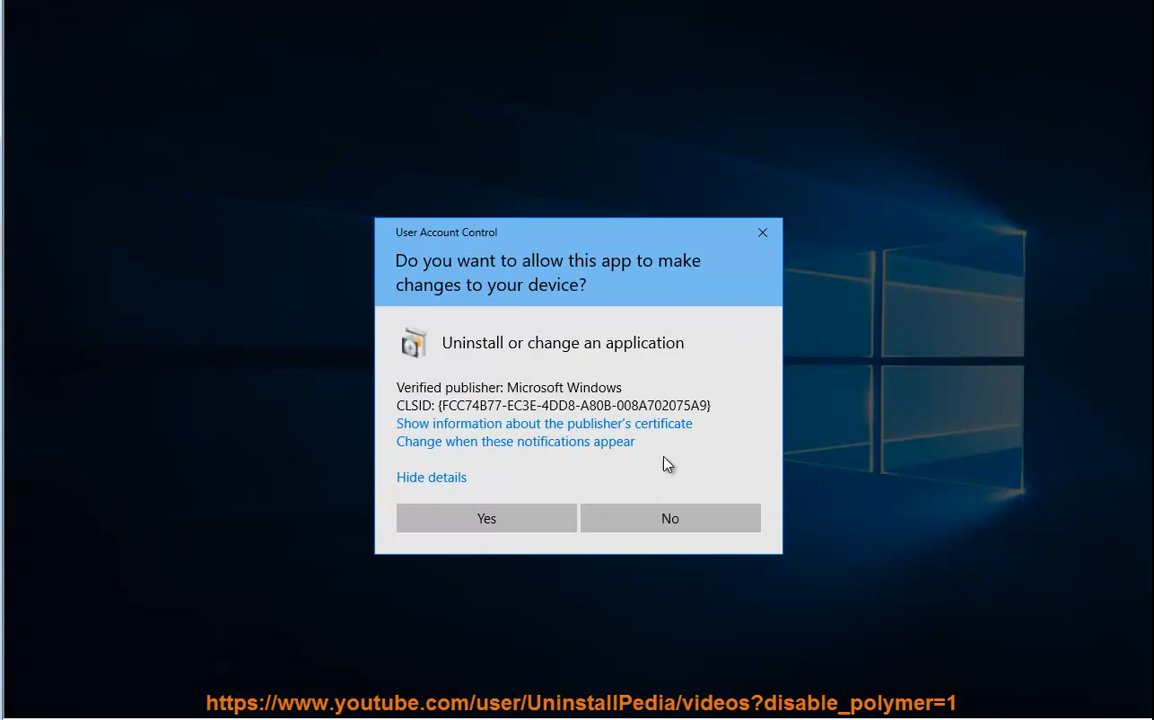 User Account Control
Do you want to allow this app to make
changes to your device?
Uninstall or change an application
Verified publisher: Microsoft Windows
CLSID: {FCC74B77-EC3E-4DD8-A80B-008A702075A9}
Show information about the publisher's certificate
Change when these notifications appear
Hide details
Yes No
https://www.youtube.com/user/UninstallPedia/videos?disable_polymer=1